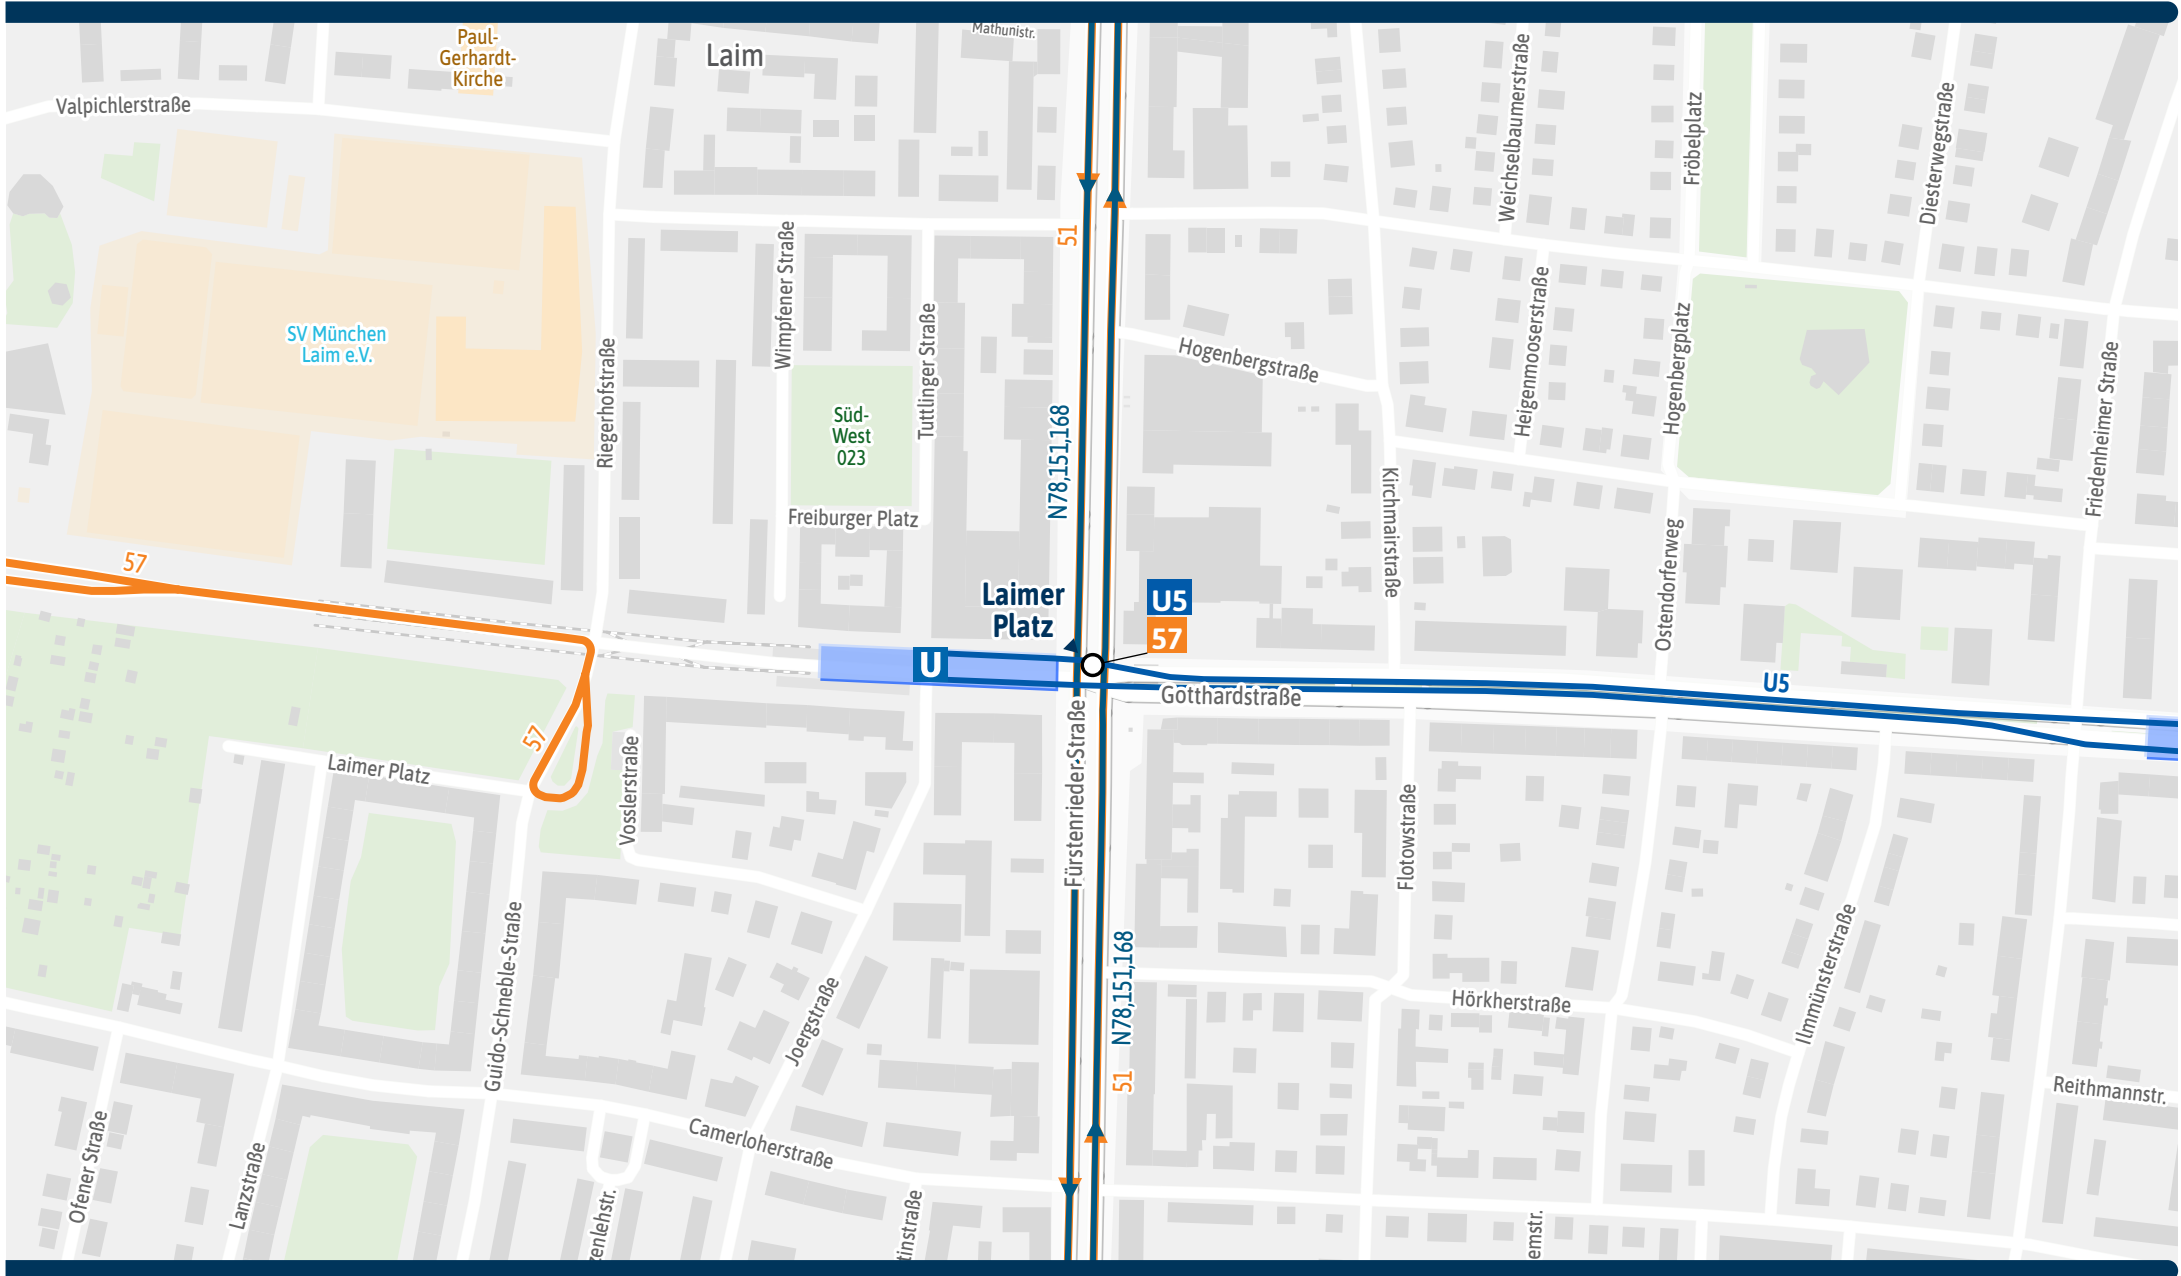 Mathunistr.
Paul-
Gerhardt-
Kirche
Laim
Valpichlerstraße
Weichselbaumerstraße
Fröbelplatz
Diesterwegstraße
51
Wimpfener Straße
Tuttlinger Straße
SV München
Laim e.V.
Riegerhofstraße
Hogenbergstraße
Heigenmooserstraße
Hogenbergplatz
Friedenheimer Straße
Süd-
West
023
N78,151,168
Freiburger Platz
Kirchmairstraße
Ostendorferweg
57
Laimer
Platz
U5
57
U
U5
Gotthardstraße
57
Laimer Platz
Vosslerstraße
Fürstenrieder Straße
Flotowstraße
Guido-Schneble-Straße
Joergstraße
N78,151,168
Hörkherstraße
Ilmmünsterstraße
51
Reithmannstr.
Ofener Straße
Lanzstraße
Camerloherstraße
zenlehstr.
tinstraße
emstr.